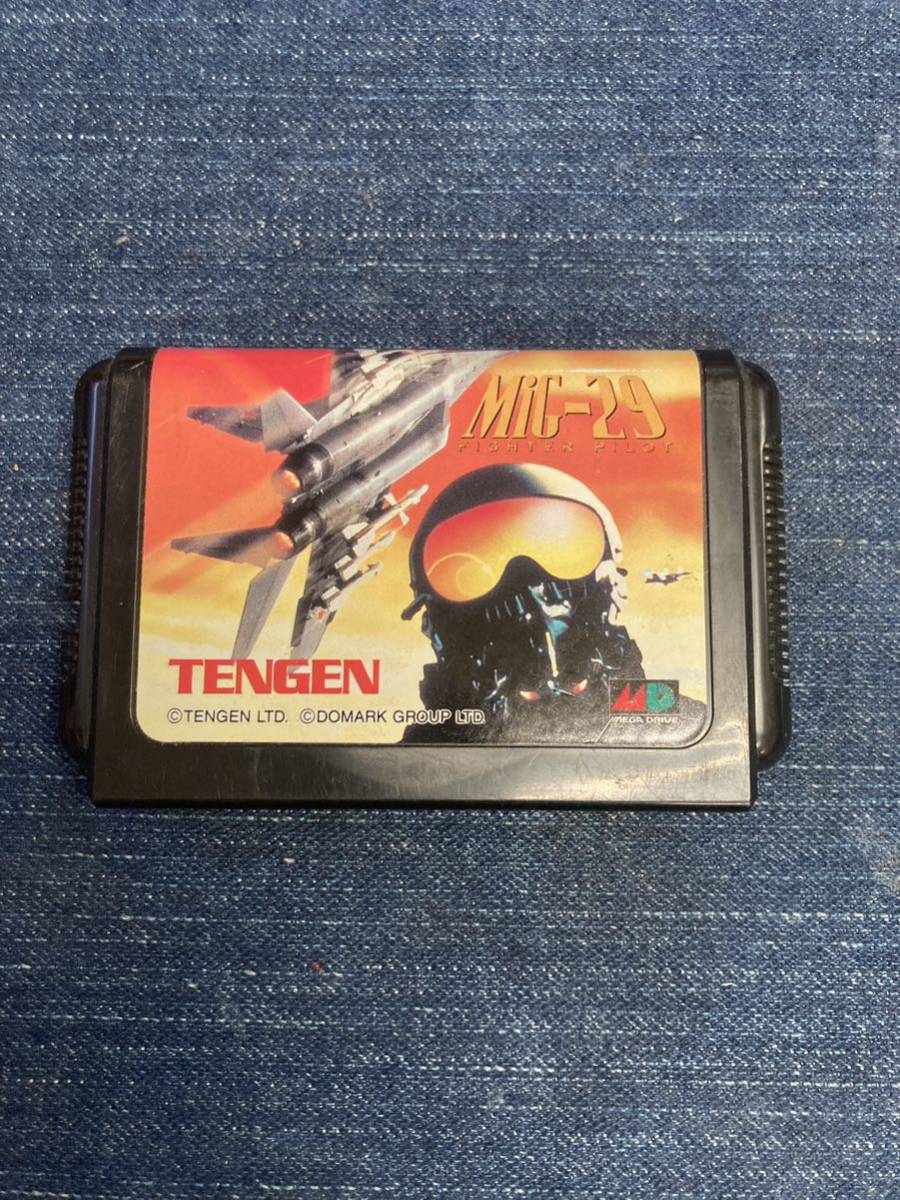 MiG-29
FIGHTER PILOT
TENGEN
©TENGEN LTD. ©DOMARK GROUP LTD.
MD
MEGA DRIVE